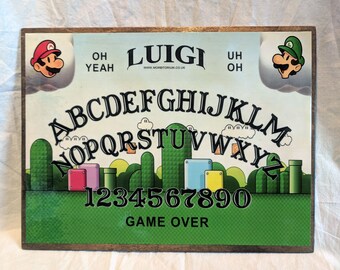 OH YEAH
LUIGI
UH OH
ABCDEFGHIJKLM
NOPQRSTUVWXYZ
1234567890
GAME OVER